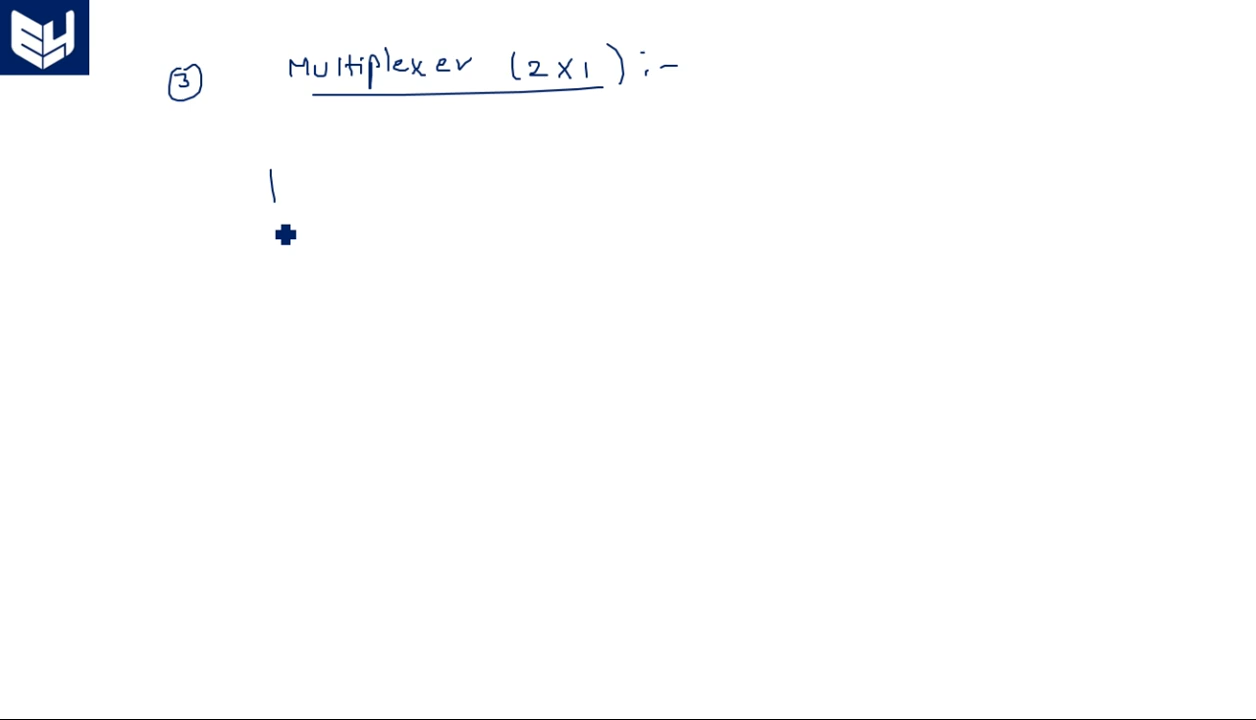 ③ Multiplexer (2X1) :-